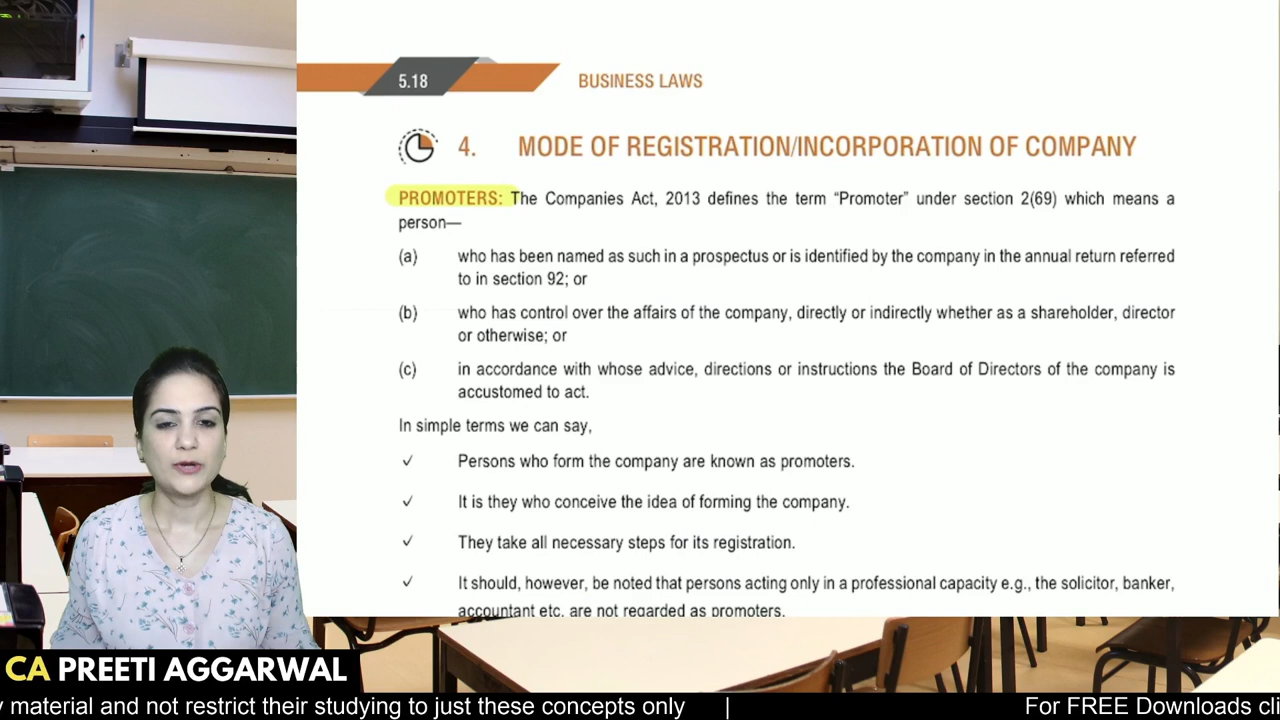 5.18
BUSINESS LAWS
4. MODE OF REGISTRATION/INCORPORATION OF COMPANY
PROMOTERS: The Companies Act, 2013 defines the term “Promoter” under section 2(69) which means a
person—
(a) who has been named as such in a prospectus or is identified by the company in the annual return referred
to in section 92; or
(b) who has control over the affairs of the company, directly or indirectly whether as a shareholder, director
or otherwise; or
(c) in accordance with whose advice, directions or instructions the Board of Directors of the company is
accustomed to act.
In simple terms we can say,
✓ Persons who form the company are known as promoters.
✓ It is they who conceive the idea of forming the company.
✓ They take all necessary steps for its registration.
✓ It should, however, be noted that persons acting only in a professional capacity e.g., the solicitor, banker,
accountant etc. are not regarded as promoters.
CA PREETI AGGARWAL
y material and not restrict their studying to just these concepts only | For FREE Downloads cli